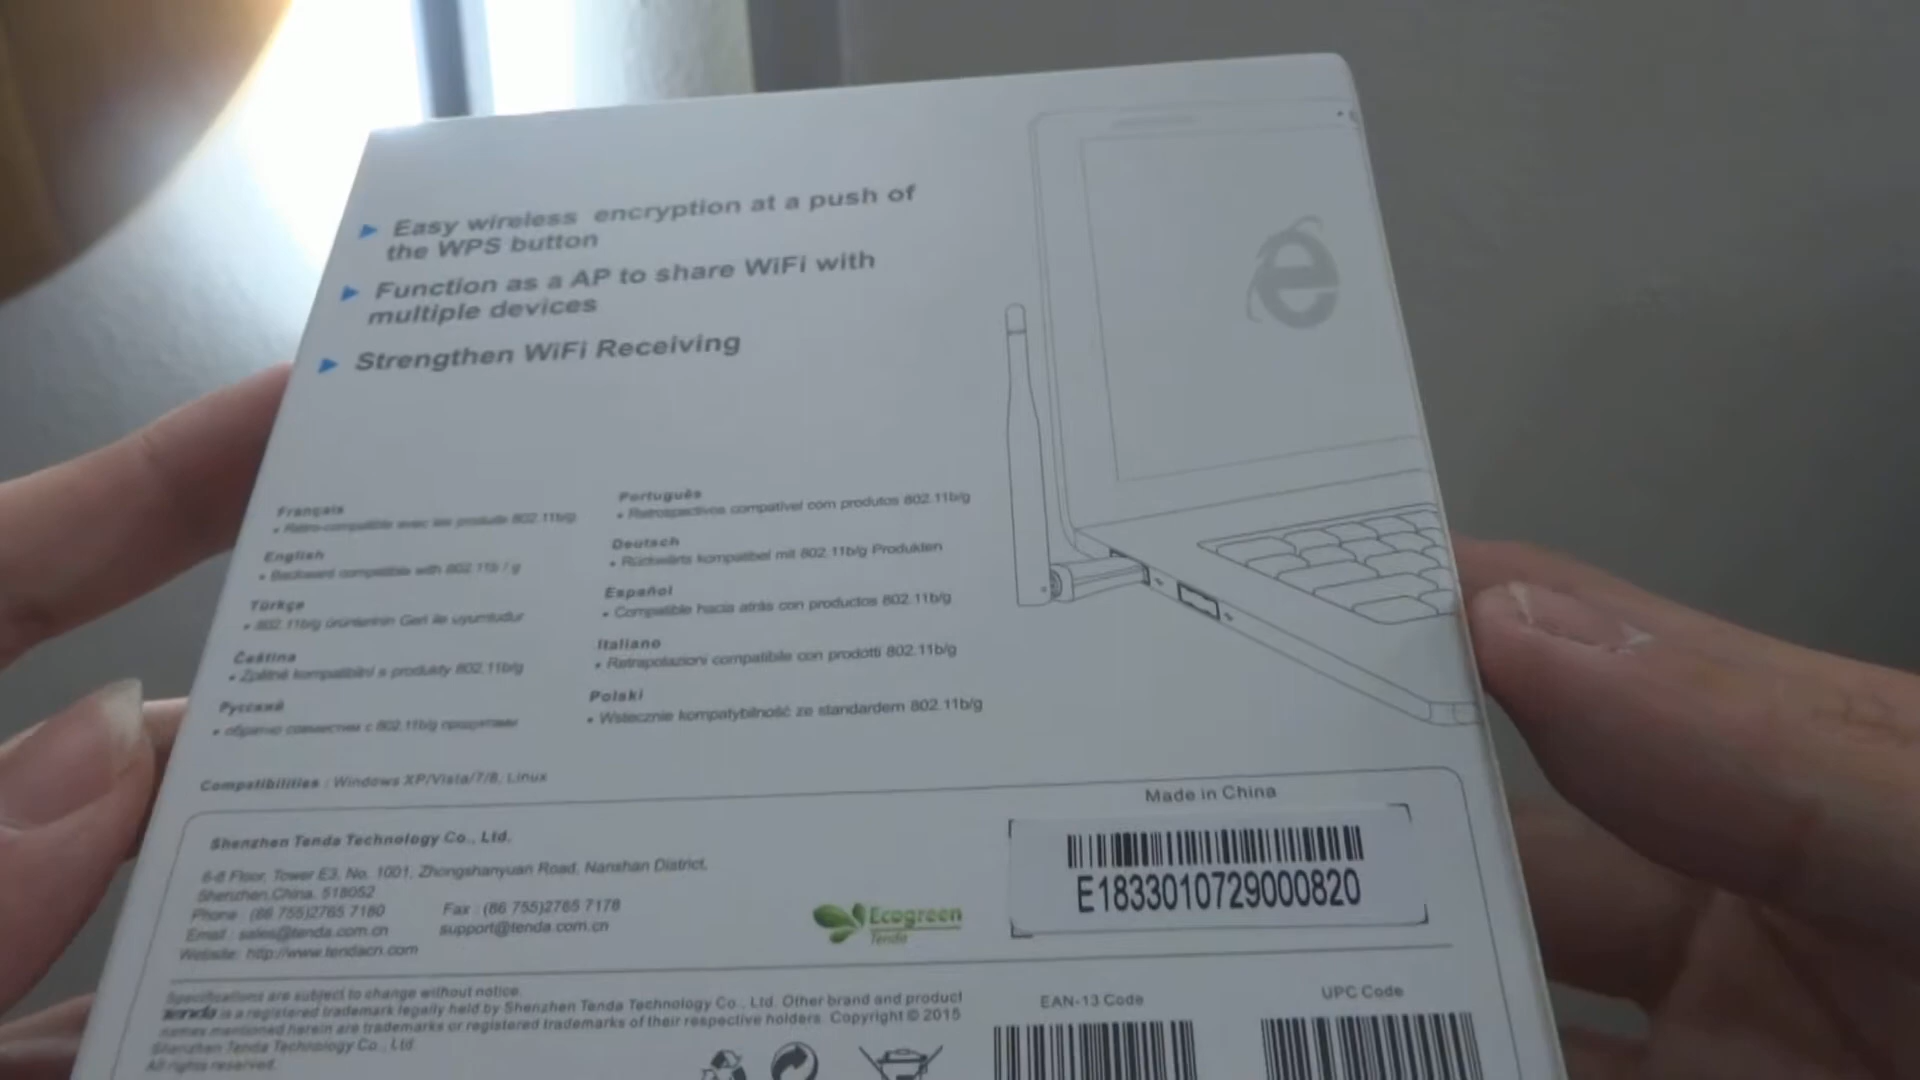 Easy wireless encryption at a push of
the WPS button
Function as a AP to share WiFi with
multiple devices
Strengthen WiFi Receiving
Français
• Retro-compatible avec les produits 802.11b/g
English
• Backward compatible with 802.11b / g
Türkçe
• 802.11b/g ürünlerinin Geri ile uyumludur
Čeština
• Zpětně kompatibilní s produkty 802.11b/g
Русский
• обратно совместим с 802.11b/g продуктами
Português
• Retrospectivos compatível com produtos 802.11b/g
Deutsch
• Rückwärts kompatibel mit 802.11b/g Produkten
Español
• Compatible hacia atrás con productos 802.11b/g
Italiano
• Retrapolazioni compatibile con prodotti 802.11b/g
Polski
• Wstecznie kompatybilność ze standardem 802.11b/g
Compatibilities : Windows XP/Vista/7/8, Linux
Made in China
Shenzhen Tenda Technology Co., Ltd.
6-8 Floor, Tower E3, No. 1001, Zhongshanyuan Road, Nanshan District,
Shenzhen,China. 518052
Phone : (86 755)2765 7180 Fax : (86 755)2765 7178
Email : sales@tenda.com.cn support@tenda.com.cn
Website: http://www.tendacn.com
Ecogreen
Tenda
E1833010729000820
Specifications are subject to change without notice.
Tenda is a registered trademark legally held by Shenzhen Tenda Technology Co., Ltd. Other brand and product
names mentioned herein are trademarks or registered trademarks of their respective holders. Copyright © 2015
Shenzhen Tenda Technology Co., Ltd.
All rights reserved.
EAN-13 Code
UPC Code